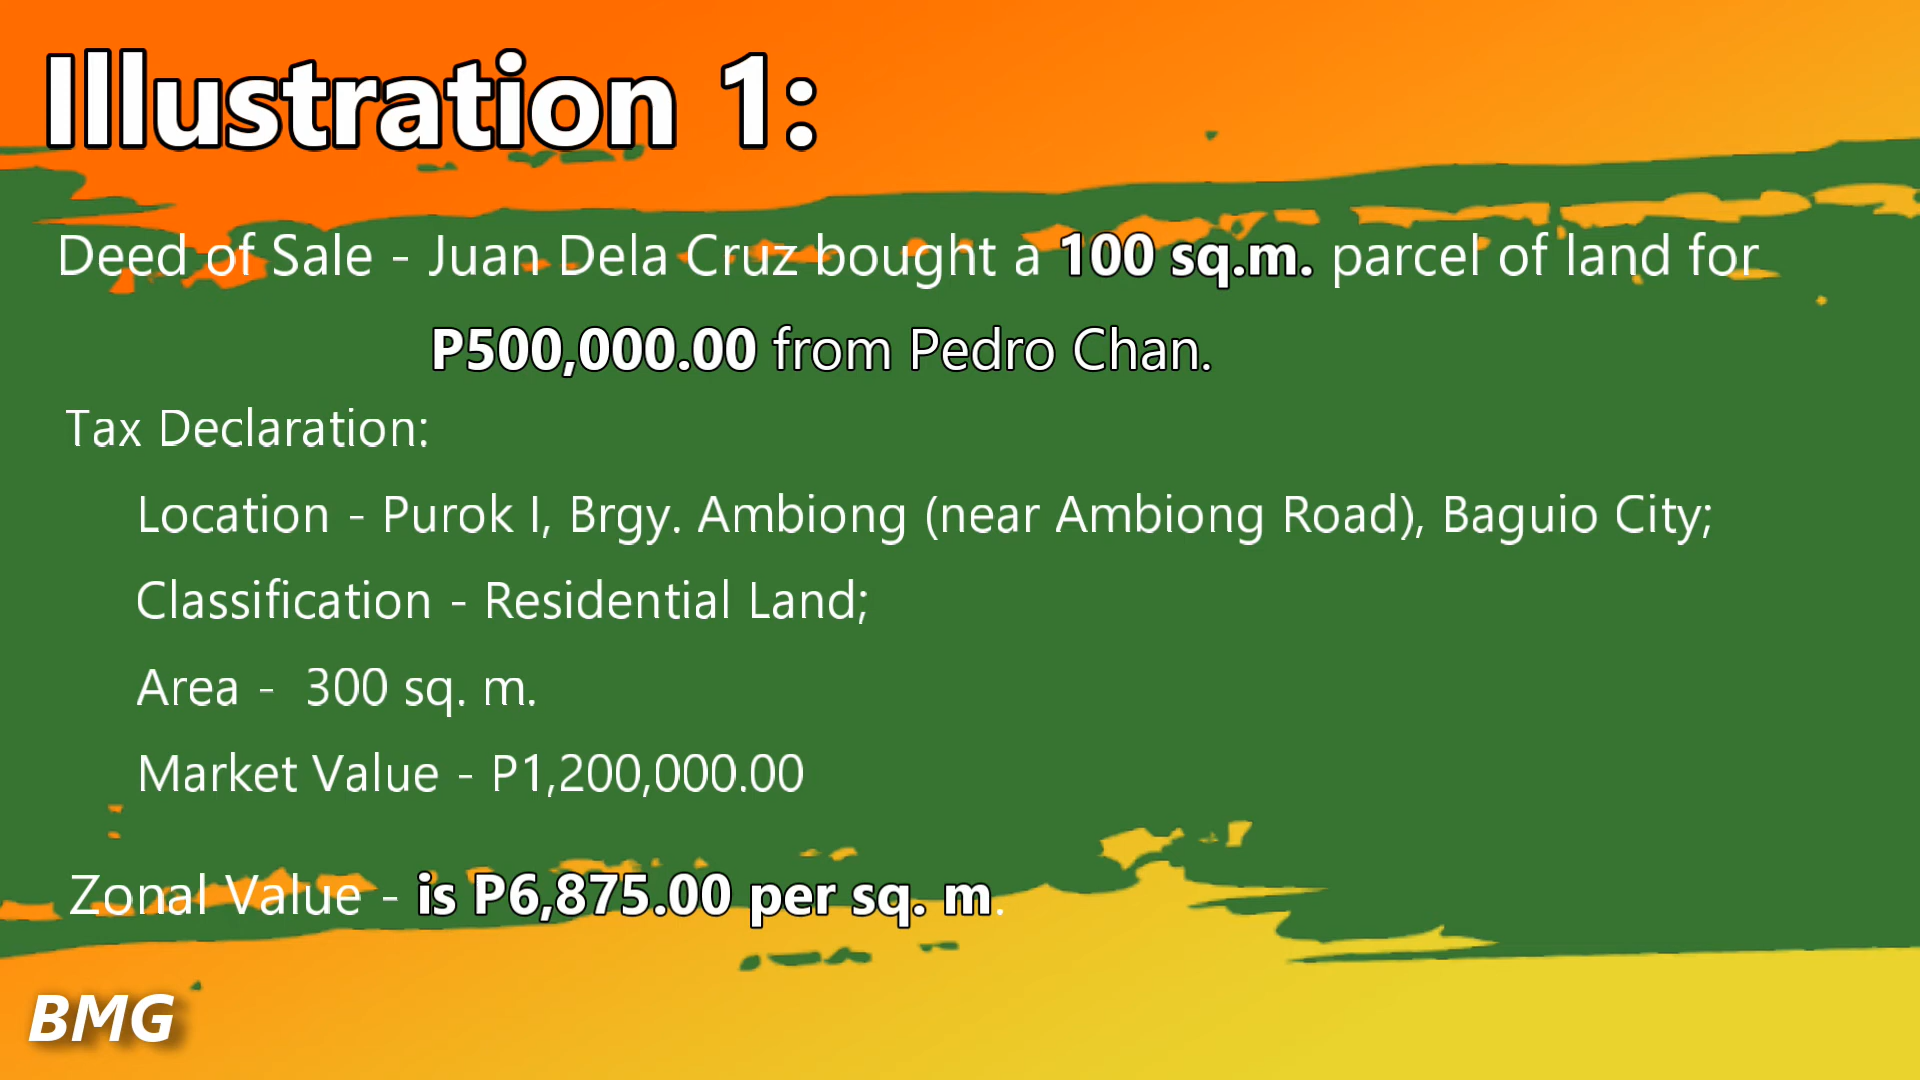 Illustration 1:
Deed of Sale - Juan Dela Cruz bought a 100 sq.m. parcel of land for
P500,000.00 from Pedro Chan.
Tax Declaration:
Location - Purok I, Brgy. Ambiong (near Ambiong Road), Baguio City;
Classification - Residential Land;
Area - 300 sq. m.
Market Value - P1,200,000.00
Zonal Value - is P6,875.00 per sq. m.
BMG